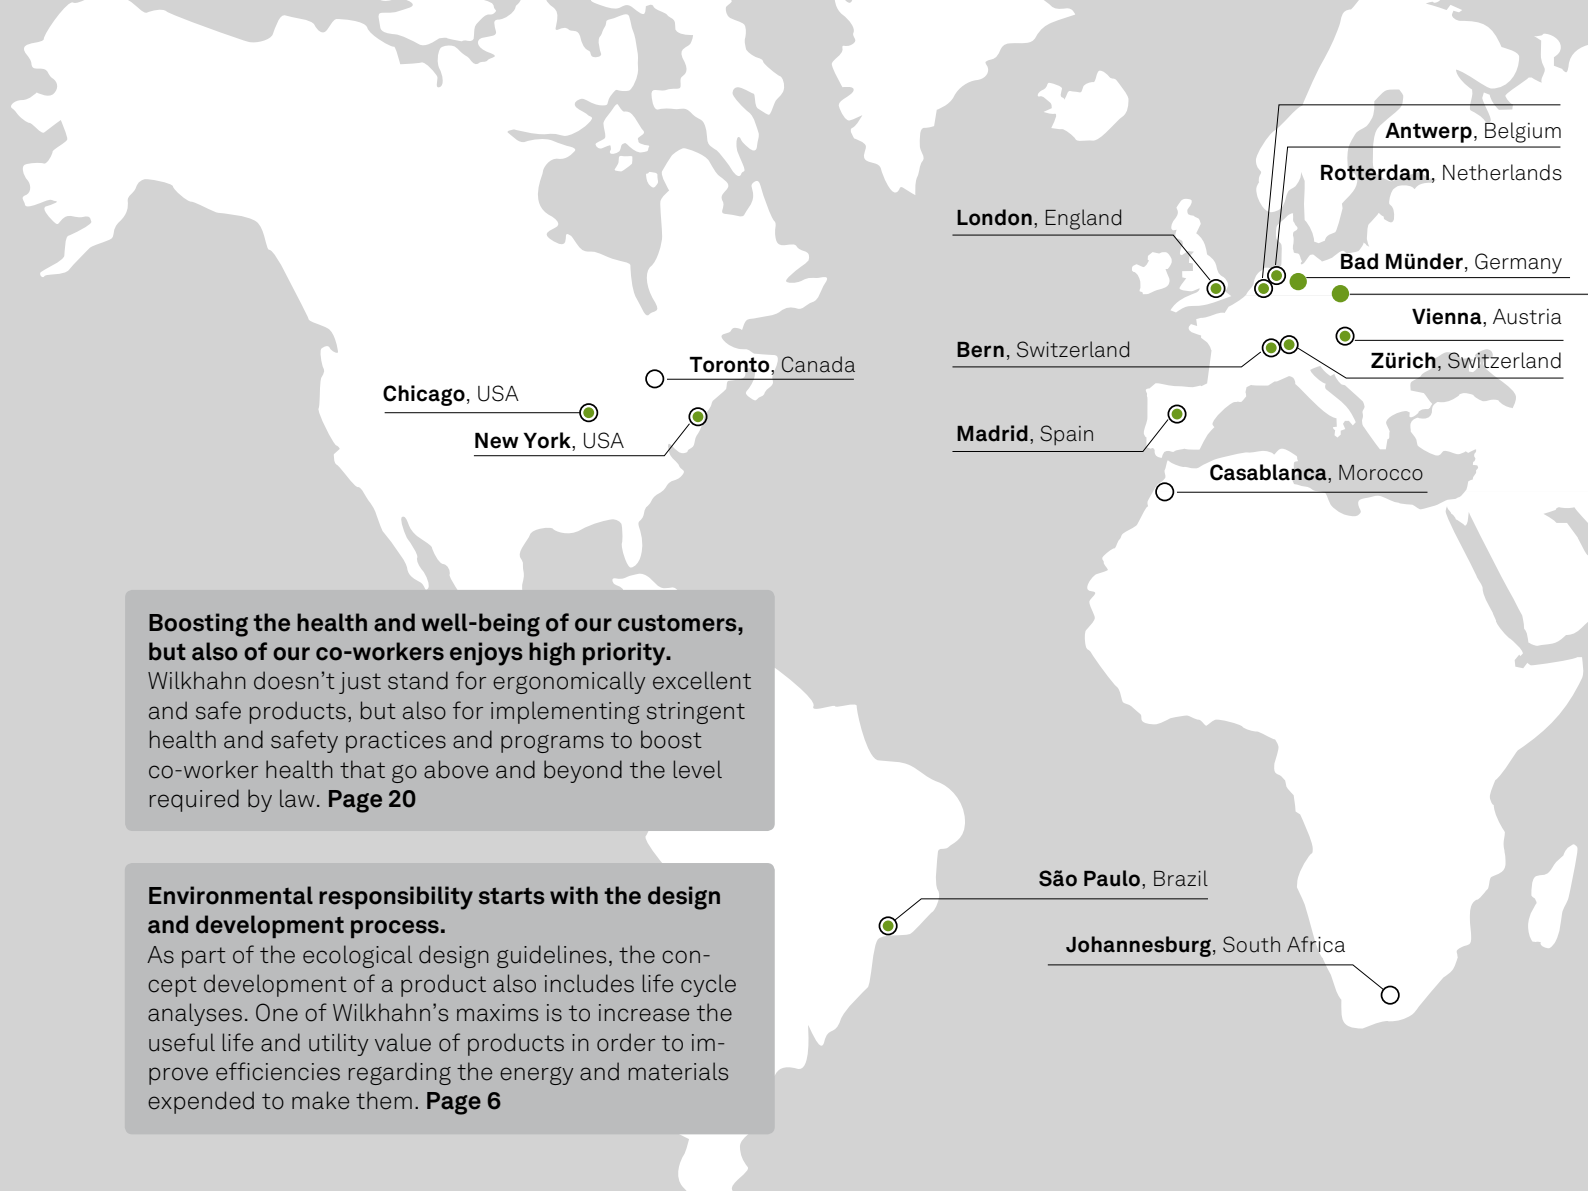 Antwerp, Belgium
Rotterdam, Netherlands
London, England
Bad Münder, Germany
Vienna, Austria
Bern, Switzerland
Zürich, Switzerland
Toronto, Canada
Chicago, USA
New York, USA
Madrid, Spain
Casablanca, Morocco
Boosting the health and well-being of our customers,
but also of our co-workers enjoys high priority.
Wilkhahn doesn’t just stand for ergonomically excellent
and safe products, but also for implementing stringent
health and safety practices and programs to boost
co-worker health that go above and beyond the level
required by law. Page 20
São Paulo, Brazil
Johannesburg, South Africa
Environmental responsibility starts with the design
and development process.
As part of the ecological design guidelines, the con-
cept development of a product also includes life cycle
analyses. One of Wilkhahn’s maxims is to increase the
useful life and utility value of products in order to im-
prove efficiencies regarding the energy and materials
expended to make them. Page 6